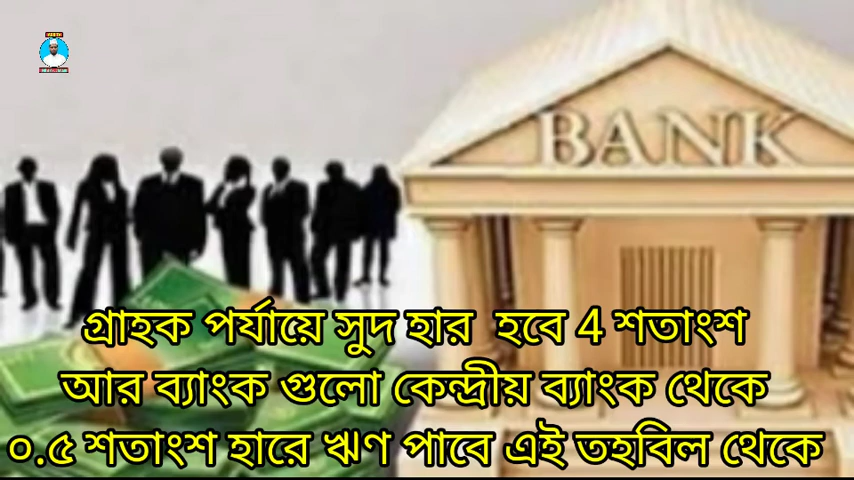 BANK
গ্রাহক পর্যায়ে সুদ হার হবে 4 শতাংশ
আর ব্যাংক গুলো কেন্দ্রীয় ব্যাংক থেকে
০.৫ শতাংশ হারে ঋণ পাবে এই তহবিল থেকে